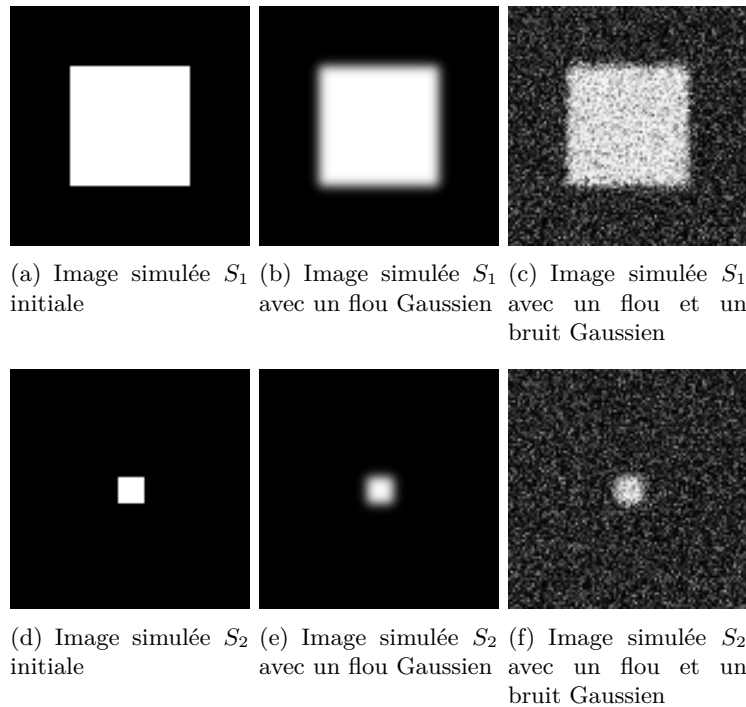 (a) Image simulée S₁ initiale
(b) Image simulée S₁ avec un flou Gaussien
(c) Image simulée S₁ avec un flou et un bruit Gaussien
(d) Image simulée S₂ initiale
(e) Image simulée S₂ avec un flou Gaussien
(f) Image simulée S₂ avec un flou et un bruit Gaussien